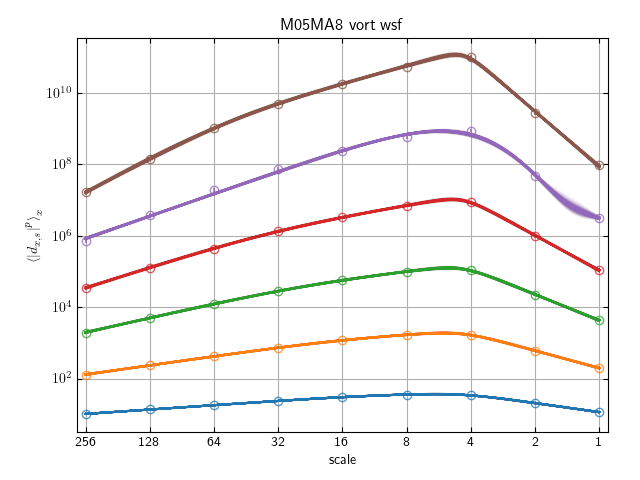 M05MA8 vort wsf
10^{10}
10^{8}
10^{6}
10^{4}
10^{2}
⟨|d_{x,s}|^p⟩_x
256 128 64 32 16 8 4 2 1
scale